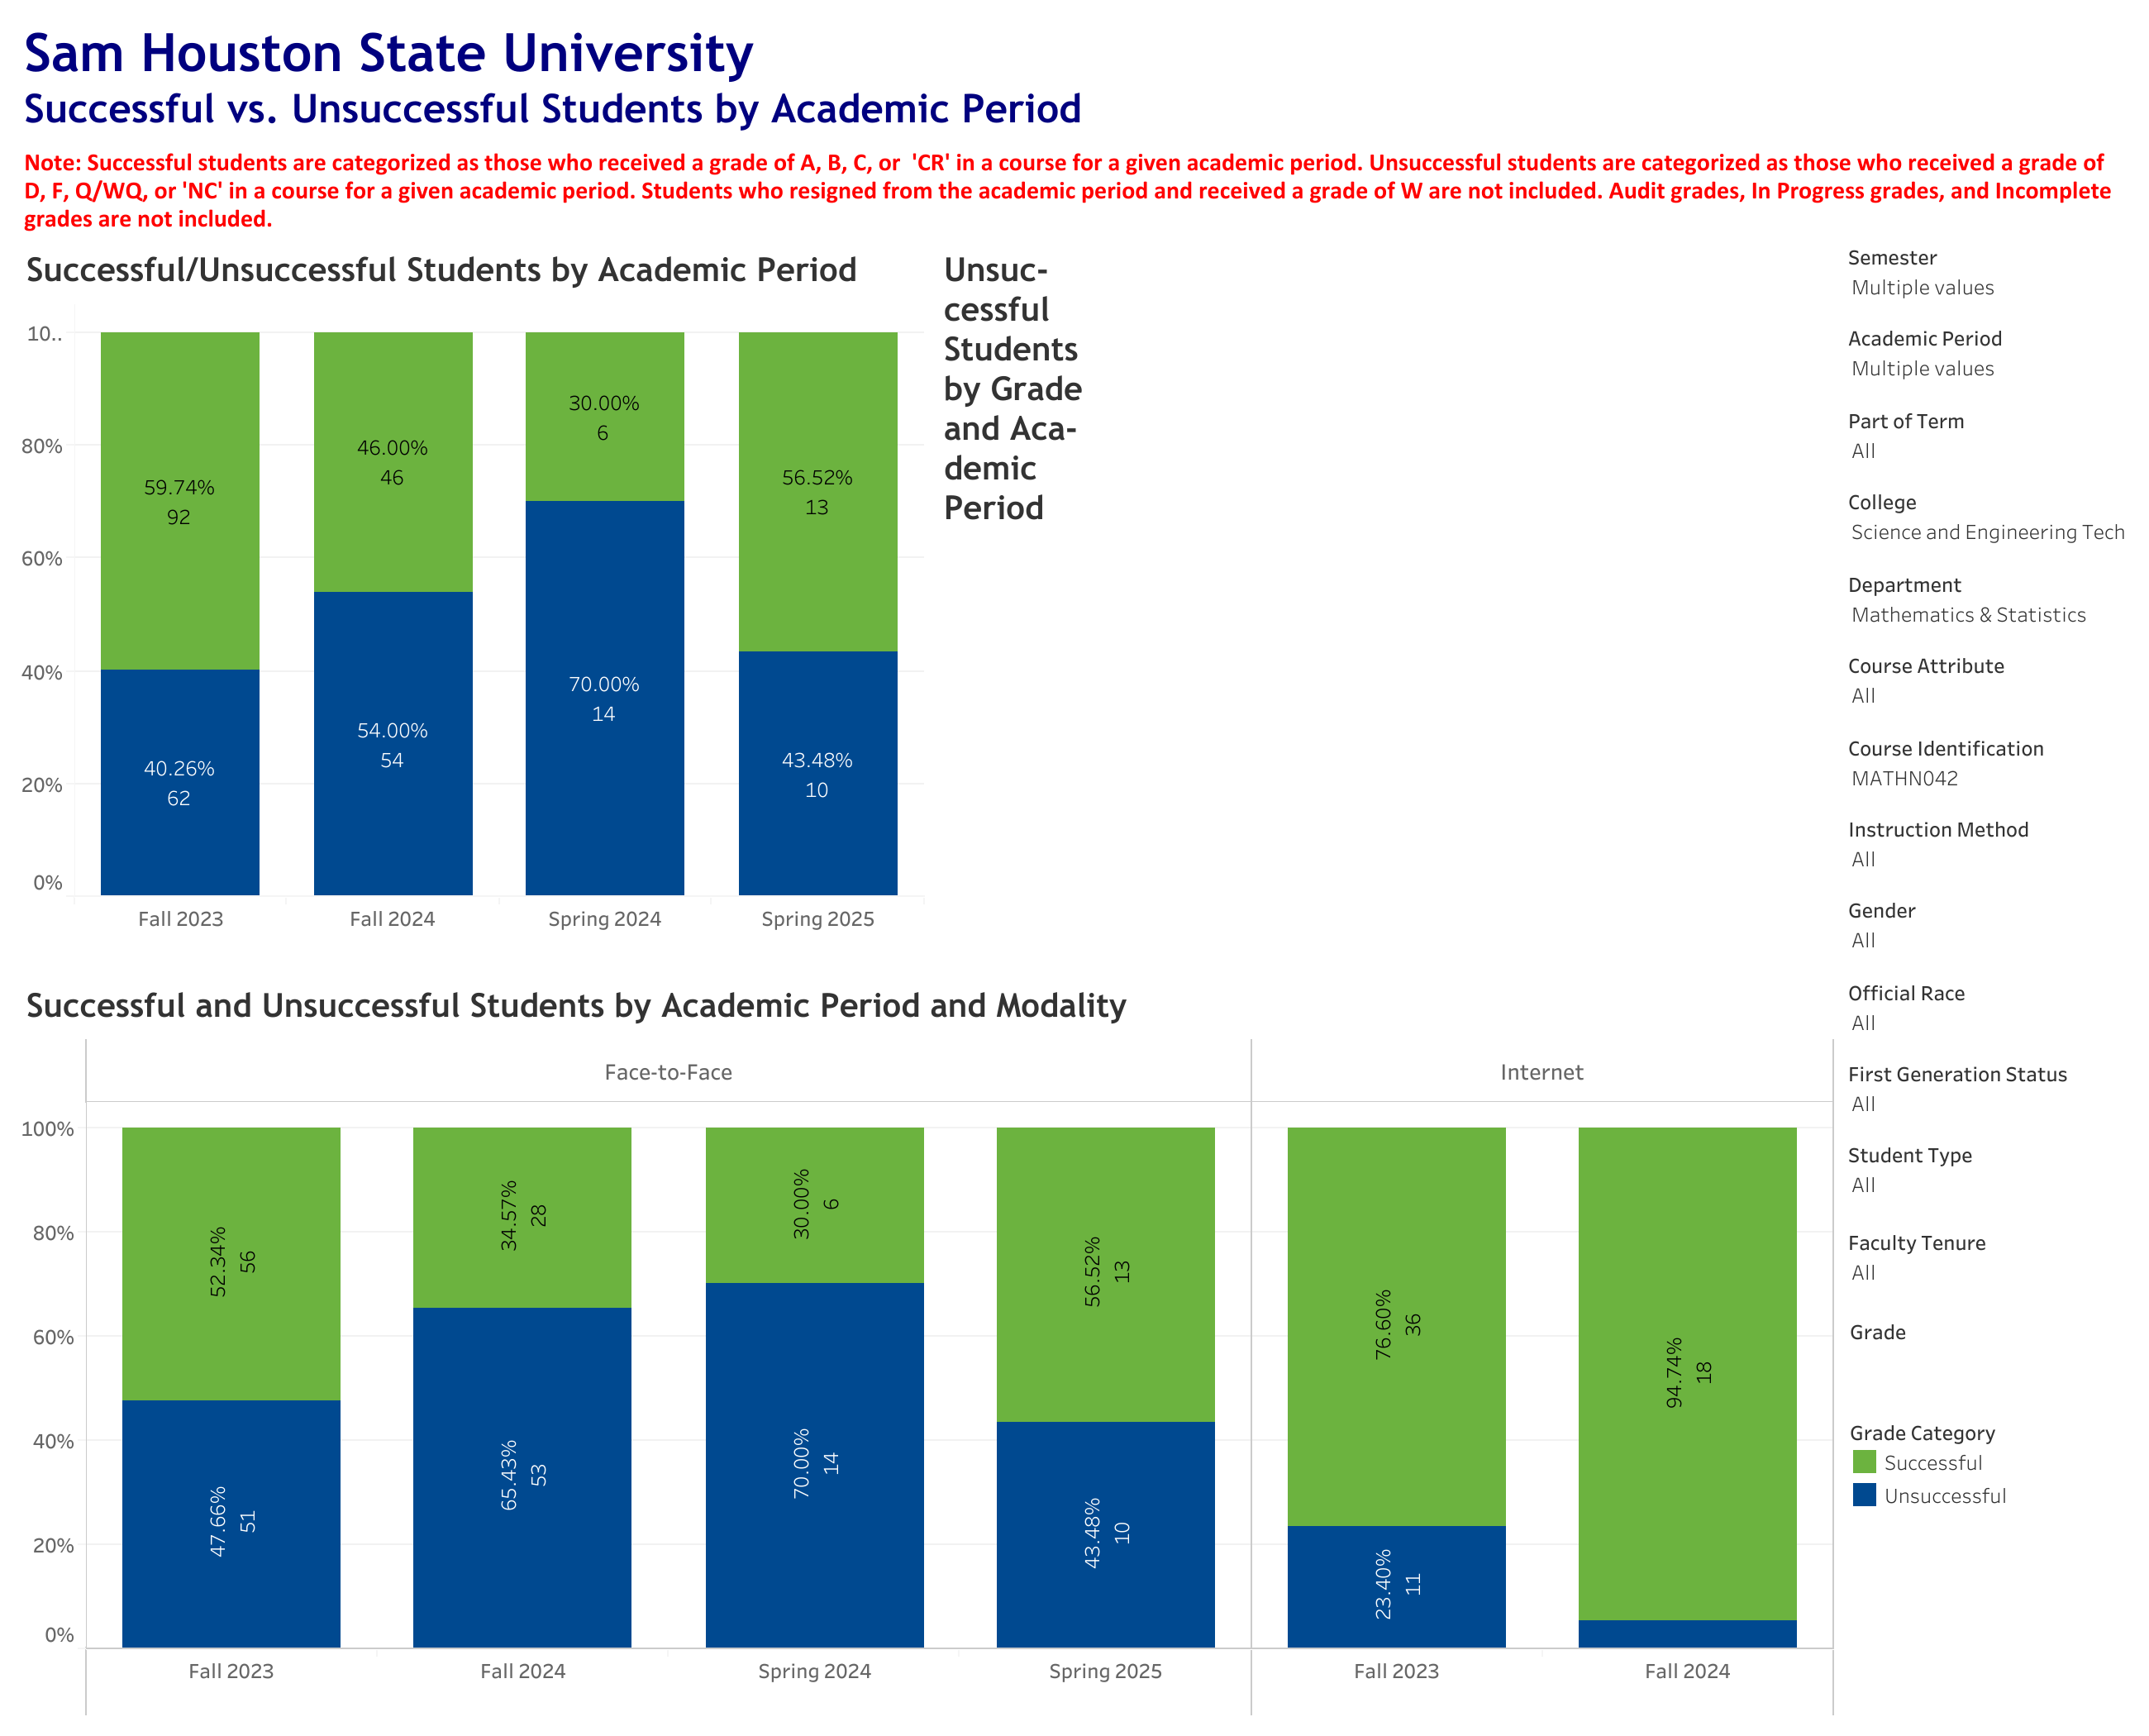 Sam Houston State University
Successful vs. Unsuccessful Students by Academic Period
Note: Successful students are categorized as those who received a grade of A, B, C, or  'CR' in a course for a given academic period. Unsuccessful students are categorized as those who received a grade of
D, F, Q/WQ, or 'NC' in a course for a given academic period. Students who resigned from the academic period and received a grade of W are not included. Audit grades, In Progress grades, and Incomplete
grades are not included.
Successful/Unsuccessful Students by Academic Period
10..
80%
60%
40%
20%
0%
59.74%
92
40.26%
62
46.00%
46
54.00%
54
30.00%
6
70.00%
14
56.52%
13
43.48%
10
Fall 2023
Fall 2024
Spring 2024
Spring 2025
Unsuc-
cessful
Students
by Grade
and Aca-
demic
Period
Successful and Unsuccessful Students by Academic Period and Modality
Face-to-Face
Internet
100%
80%
60%
40%
20%
0%
52.34%
56
47.66%
51
34.57%
28
65.43%
53
30.00%
6
70.00%
14
56.52%
13
43.48%
10
76.60%
36
23.40%
11
94.74%
18
Fall 2023
Fall 2024
Spring 2024
Spring 2025
Fall 2023
Fall 2024
Semester
Multiple values
Academic Period
Multiple values
Part of Term
All
College
Science and Engineering Tech
Department
Mathematics & Statistics
Course Attribute
All
Course Identification
MATHN042
Instruction Method
All
Gender
All
Official Race
All
First Generation Status
All
Student Type
All
Faculty Tenure
All
Grade
Grade Category
Successful
Unsuccessful